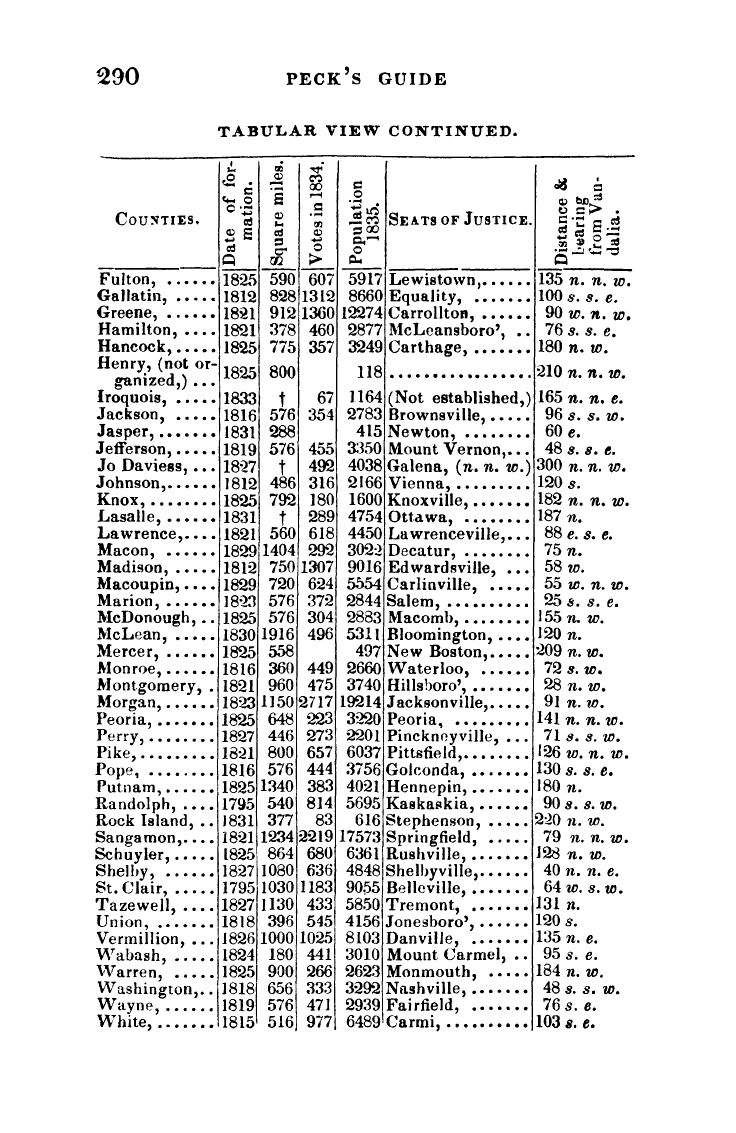 290 PECK'S GUIDE
TABULAR VIEW CONTINUED.
COUNTIES. Date of formation. Square miles. Votes in 1834. Population 1835. SEATS OF JUSTICE. Distance & bearing from Vandalia.
Fulton, ...... 1825 590 607 5917 Lewistown,...... 135 n. n. w.
Gallatin, ..... 1812 828 1312 8660 Equality, ....... 100 s. s. e.
Greene, ...... 1821 912 1360 12274 Carrollton, ...... 90 w. n. w.
Hamilton, .... 1821 378 460 2877 McLeansboro', .. 76 s. s. e.
Hancock,..... 1825 775 357 3249 Carthage, ....... 180 n. w.
Henry, (not or-
ganized,) ... 1825 800 118 ................. 210 n. n. w.
Iroquois, ..... 1833 † 67 1164 (Not established,) 165 n. n. e.
Jackson, ..... 1816 576 354 2783 Brownsville,..... 96 s. s. w.
Jasper,....... 1831 288 415 Newton, ........ 60 e.
Jefferson,..... 1819 576 455 3350 Mount Vernon,... 48 s. s. e.
Jo Daviess, ... 1827 † 492 4038 Galena, (n. n. w.) 300 n. n. w.
Johnson,...... 1812 486 316 2166 Vienna, ......... 120 s.
Knox,........ 1825 792 180 1600 Knoxville,....... 182 n. n. w.
Lasalle, ...... 1831 † 289 4754 Ottawa, ........ 187 n.
Lawrence,.... 1821 560 618 4450 Lawrenceville,... 88 e. s. e.
Macon, ...... 1829 1404 292 3022 Decatur, ........ 75 n.
Madison, ..... 1812 750 1307 9016 Edwardsville, ... 58 w.
Macoupin,.... 1829 720 624 5554 Carlinville, ..... 55 w. n. w.
Marion, ...... 1823 576 372 2844 Salem, .......... 25 s. s. e.
McDonough,.. 1825 576 304 2883 Macomb,........ 155 n. w.
McLean, ..... 1830 1916 496 5311 Bloomington, .... 120 n.
Mercer, ...... 1825 558 497 New Boston,..... 209 n. w.
Monroe,...... 1816 360 449 2660 Waterloo, ...... 72 s. w.
Montgomery, . 1821 960 475 3740 Hillsboro', ....... 28 n. w.
Morgan,...... 1823 1150 2717 19214 Jacksonville,..... 91 n. w.
Peoria, ....... 1825 648 223 3220 Peoria, ......... 141 n. n. w.
Perry,........ 1827 446 273 2201 Pinckneyville, ... 71 s. s. w.
Pike,......... 1821 800 657 6037 Pittsfield,........ 126 w. n. w.
Pope, ........ 1816 576 444 3756 Golconda, ....... 130 s. s. e.
Putnam,...... 1825 1340 383 4021 Hennepin, ....... 180 n.
Randolph, .... 1795 540 814 5695 Kaskaskia,...... 90 s. s. w.
Rock Island, .. 1831 377 83 616 Stephenson, ..... 220 n. w.
Sangamon,.... 1821 1234 2219 17573 Springfield, ..... 79 n. n. w.
Schuyler,..... 1825 864 680 6361 Rushville,....... 128 n. w.
Shelby, ...... 1827 1080 636 4848 Shelbyville,...... 40 n. n. e.
St. Clair, ..... 1795 1030 1183 9055 Belleville, ....... 64 w. s. w.
Tazewell, .... 1827 1130 433 5850 Tremont, ....... 131 n.
Union, ....... 1818 396 545 4156 Jonesboro', ...... 120 s.
Vermillion, ... 1826 1000 1025 8103 Danville, ....... 135 n. e.
Wabash, ..... 1824 180 441 3010 Mount Carmel, .. 95 s. e.
Warren, ..... 1825 900 266 2623 Monmouth, ..... 184 n. w.
Washington,.. 1818 656 333 3292 Nashville,....... 48 s. s. w.
Wayne, ...... 1819 576 471 2939 Fairfield, ....... 76 s. e.
White, ....... 1815 516 977 6489 Carmi, .......... 103 s. e.